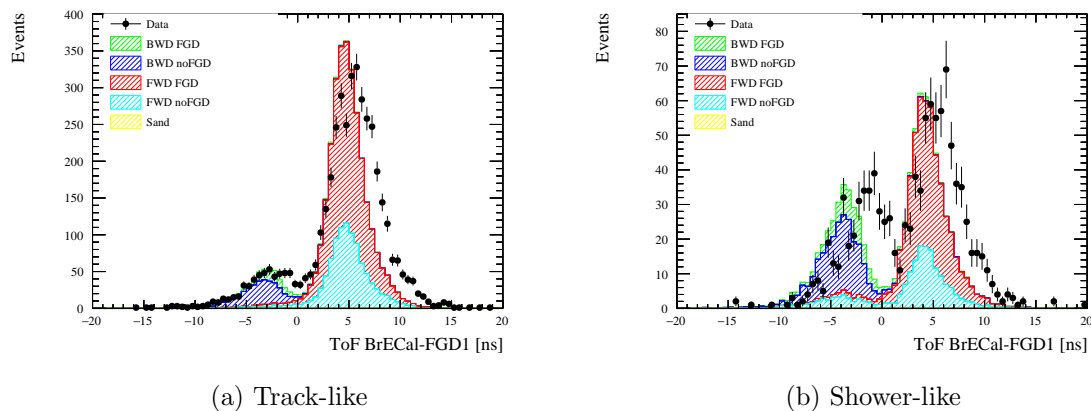 Events
400
350
300
250
200
150
100
50
0
Data
BWD FGD
BWD noFGD
FWD FGD
FWD noFGD
Sand
−20 −15 −10 −5 0 5 10 15 20
ToF BrECal-FGD1 [ns]
(a) Track-like
Events
80
70
60
50
40
30
20
10
0
Data
BWD FGD
BWD noFGD
FWD FGD
FWD noFGD
Sand
−20 −15 −10 −5 0 5 10 15 20
ToF BrECal-FGD1 [ns]
(b) Shower-like